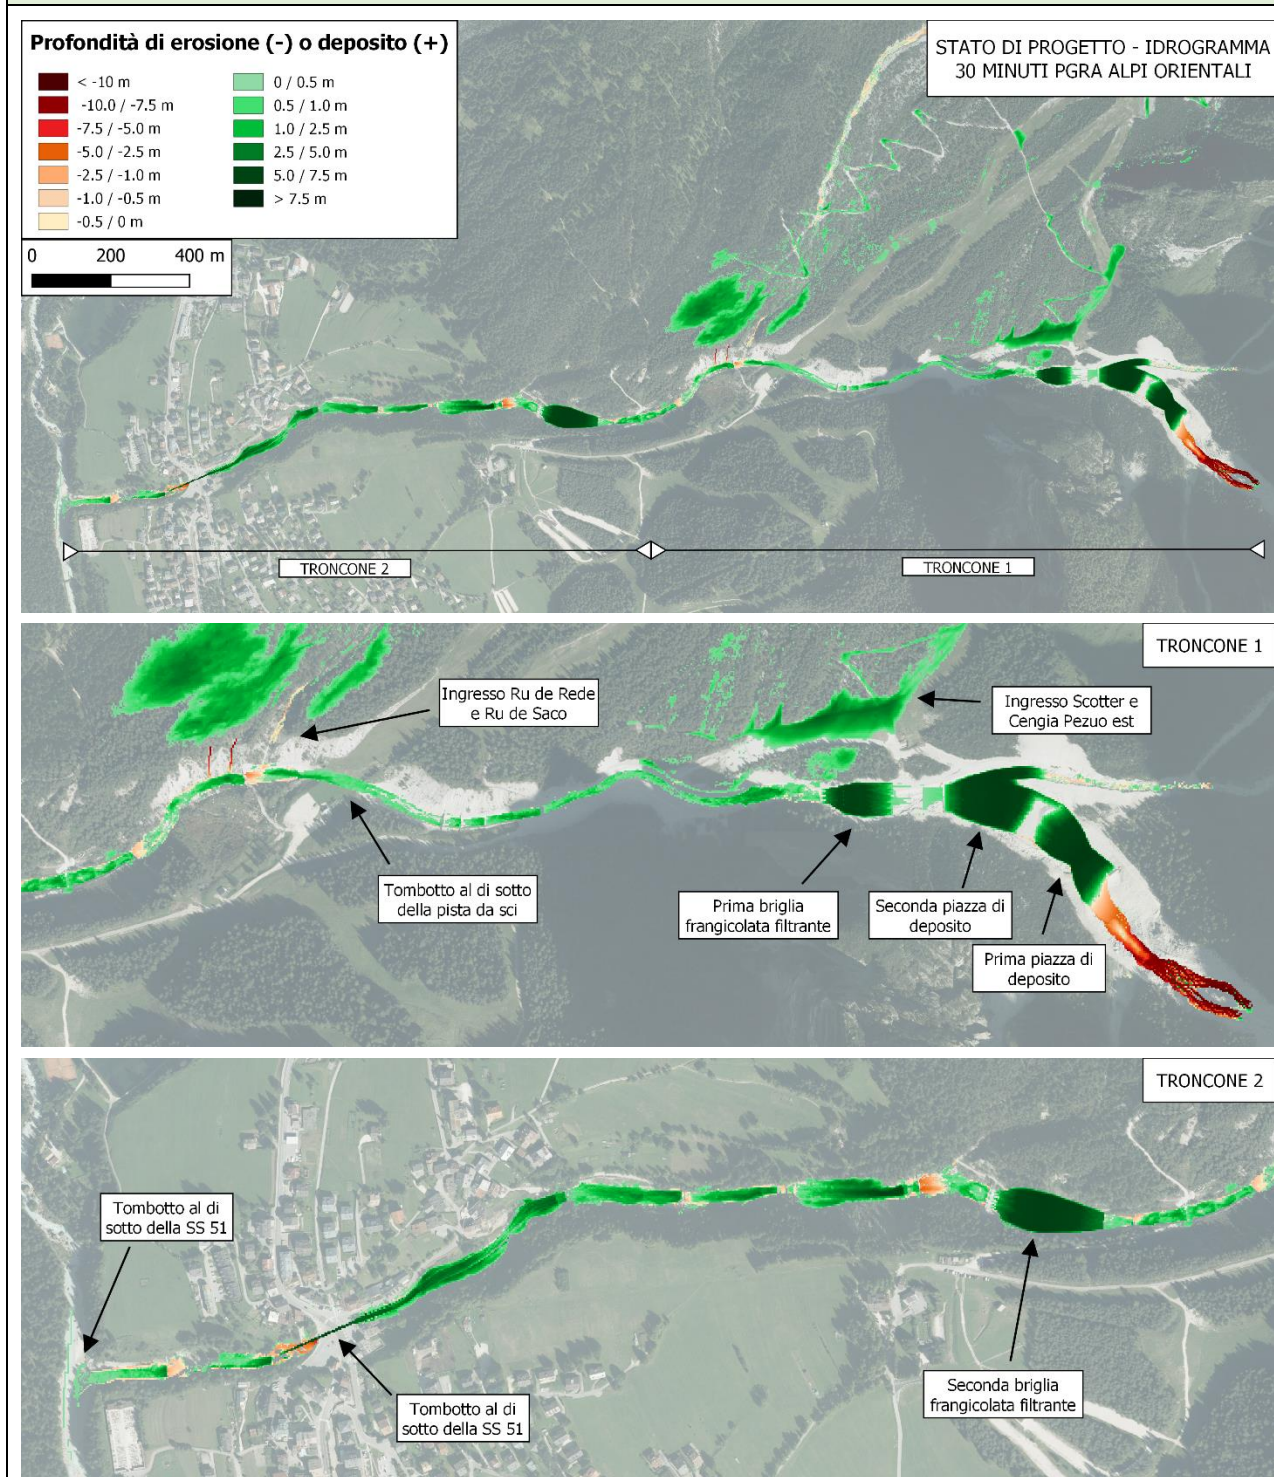 Profondità di erosione (-) o deposito (+)
< -10 m
-10.0 / -7.5 m
-7.5 / -5.0 m
-5.0 / -2.5 m
-2.5 / -1.0 m
-1.0 / -0.5 m
-0.5 / 0 m
0 / 0.5 m
0.5 / 1.0 m
1.0 / 2.5 m
2.5 / 5.0 m
5.0 / 7.5 m
> 7.5 m
0 200 400 m
STATO DI PROGETTO - IDROGRAMMA
30 MINUTI PGRA ALPI ORIENTALI
TRONCONE 2
TRONCONE 1
TRONCONE 1
Ingresso Ru de Rede
e Ru de Saco
Ingresso Scotter e
Cengia Pezuo est
Tombotto al di sotto
della pista da sci
Prima briglia
frangicolata filtrante
Seconda piazza di
deposito
Prima piazza di
deposito
TRONCONE 2
Tombotto al di
sotto della SS 51
Tombotto al di
sotto della SS 51
Seconda briglia
frangicolata filtrante